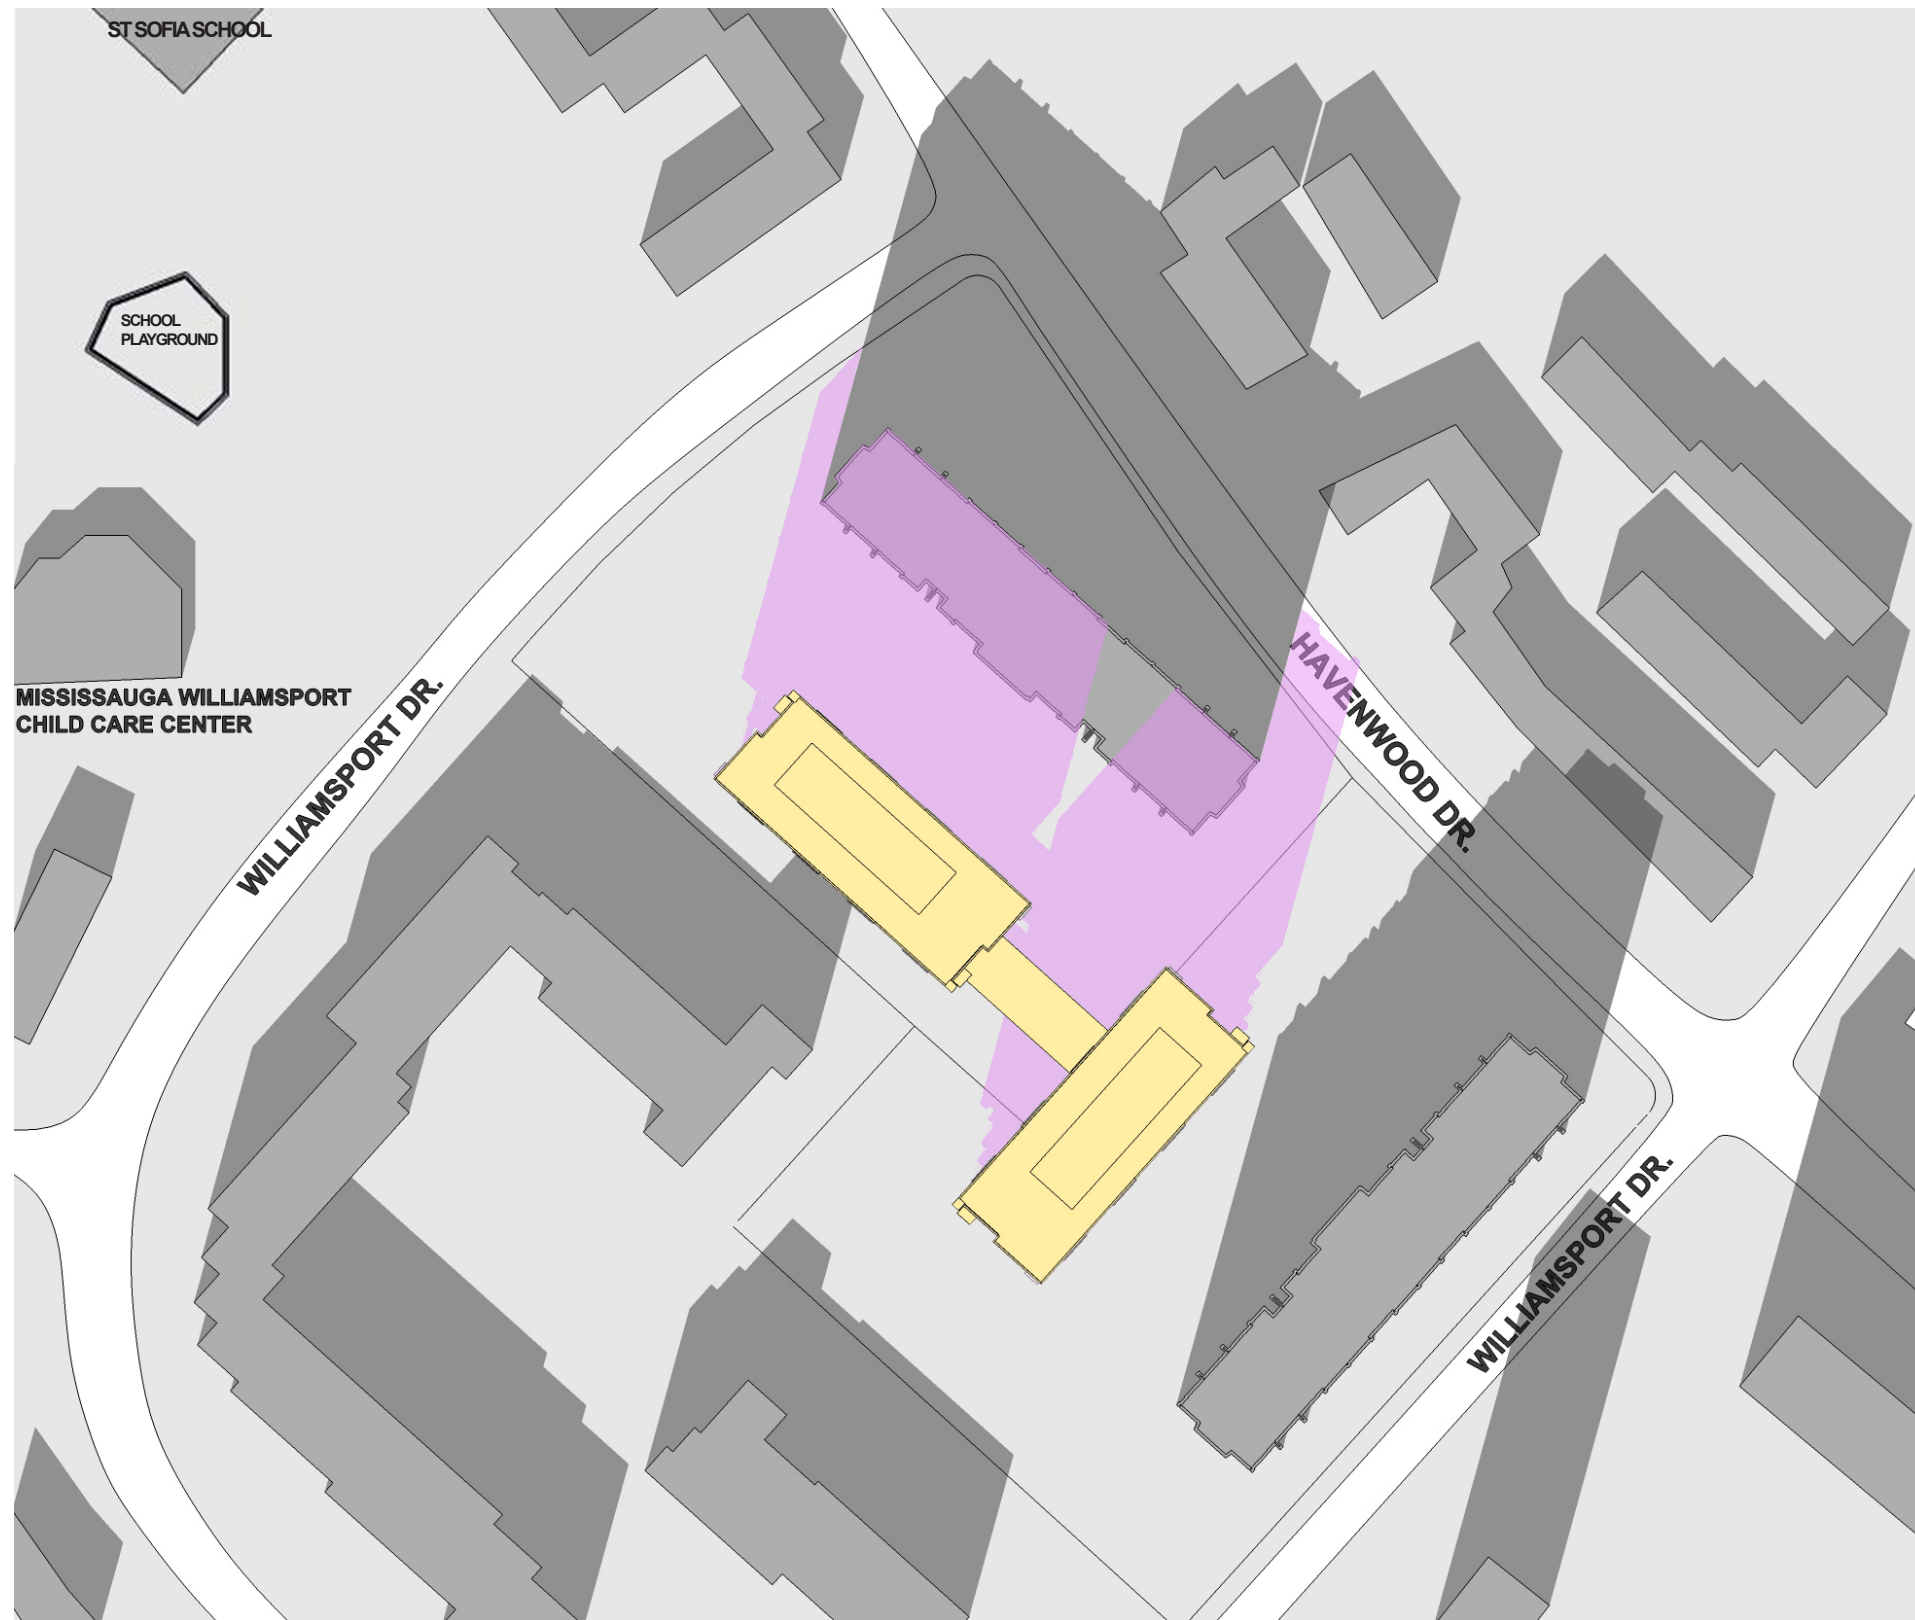 ST SOFIA SCHOOL
SCHOOL
PLAYGROUND
MISSISSAUGA WILLIAMSPORT
CHILD CARE CENTER
WILLIAMSPORT DR.
HAVENWOOD DR.
WILLIAMSPORT DR.